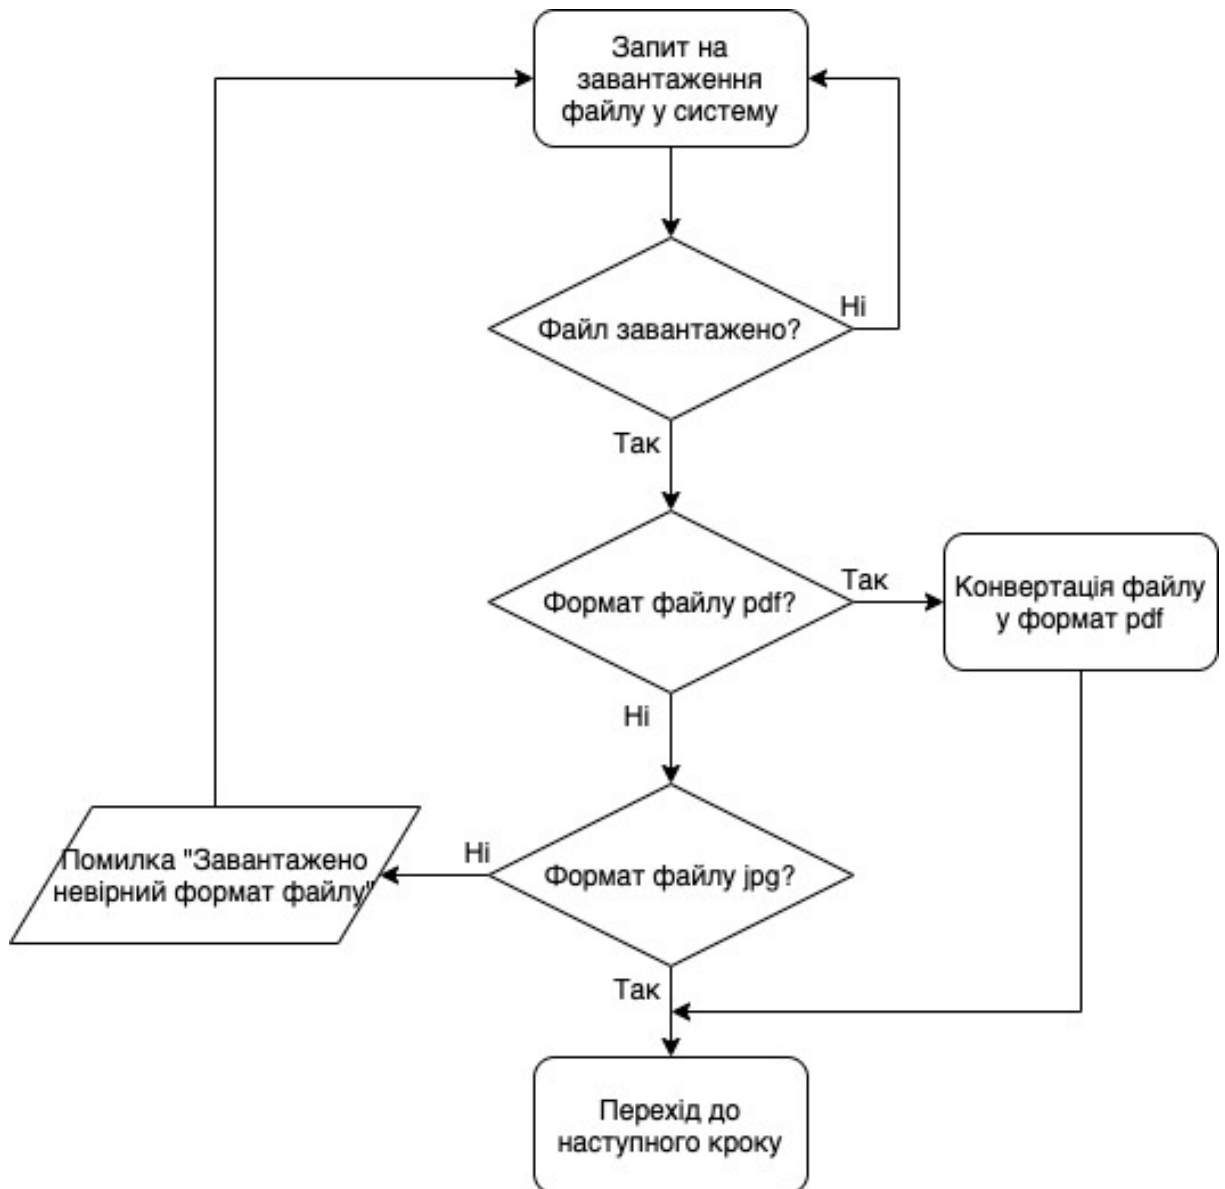 Запит на
завантаження
файлу у систему
Ні
Файл завантажено?
Так
Формат файлу pdf?
Так
Конвертація файлу
у формат pdf
Ні
Помилка "Завантажено
невірний формат файлу"
Ні
Формат файлу jpg?
Так
Перехід до
наступного кроку